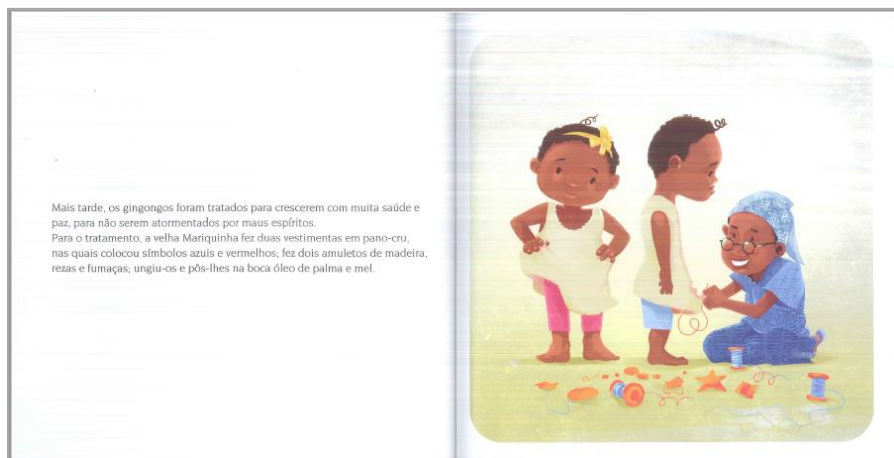 Mais tarde, os gingongos foram tratados para crescerem com muita saúde e
paz, para não serem atormentados por maus espíritos.
Para o tratamento, a velha Mariquinha fez duas vestimentas em pano-cru,
nas quais colocou símbolos azuis e vermelhos; fez dois amuletos de madeira,
rezas e fumaças; ungiu-os e pôs-lhes na boca óleo de palma e mel.